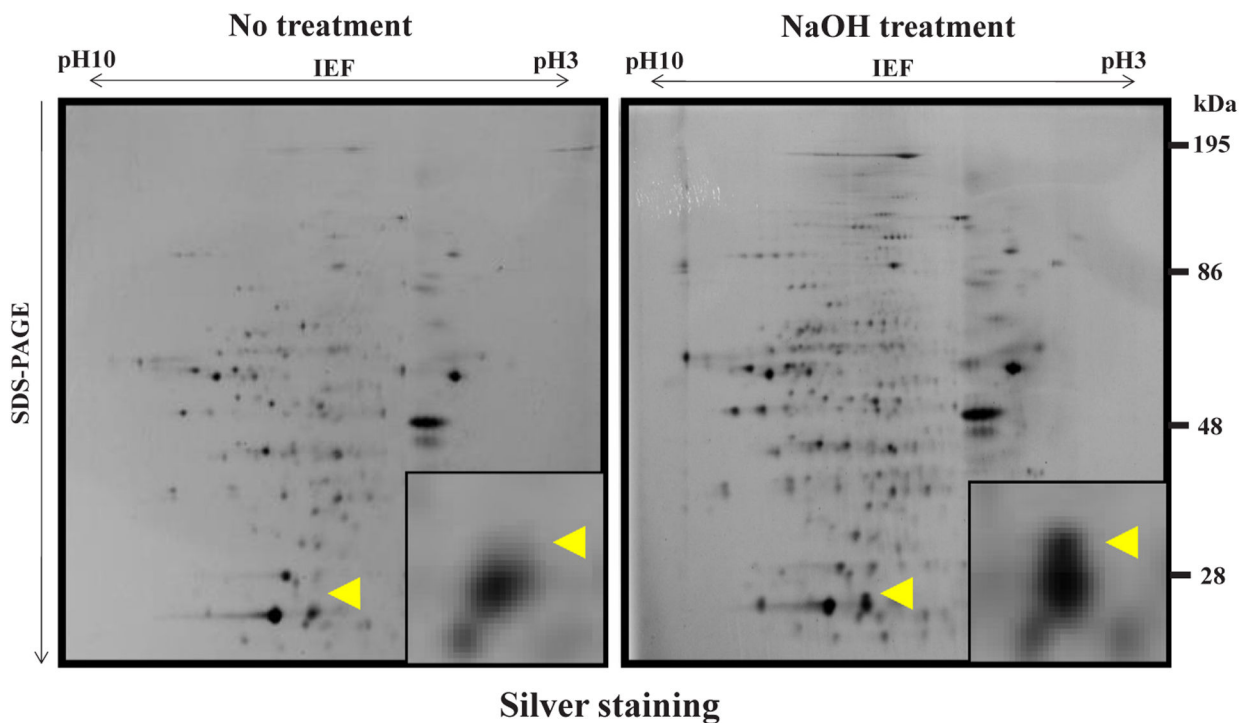 No treatment
NaOH treatment
pH10
IEF
pH3
pH10
IEF
pH3
kDa
195
86
48
28
SDS-PAGE
Silver staining